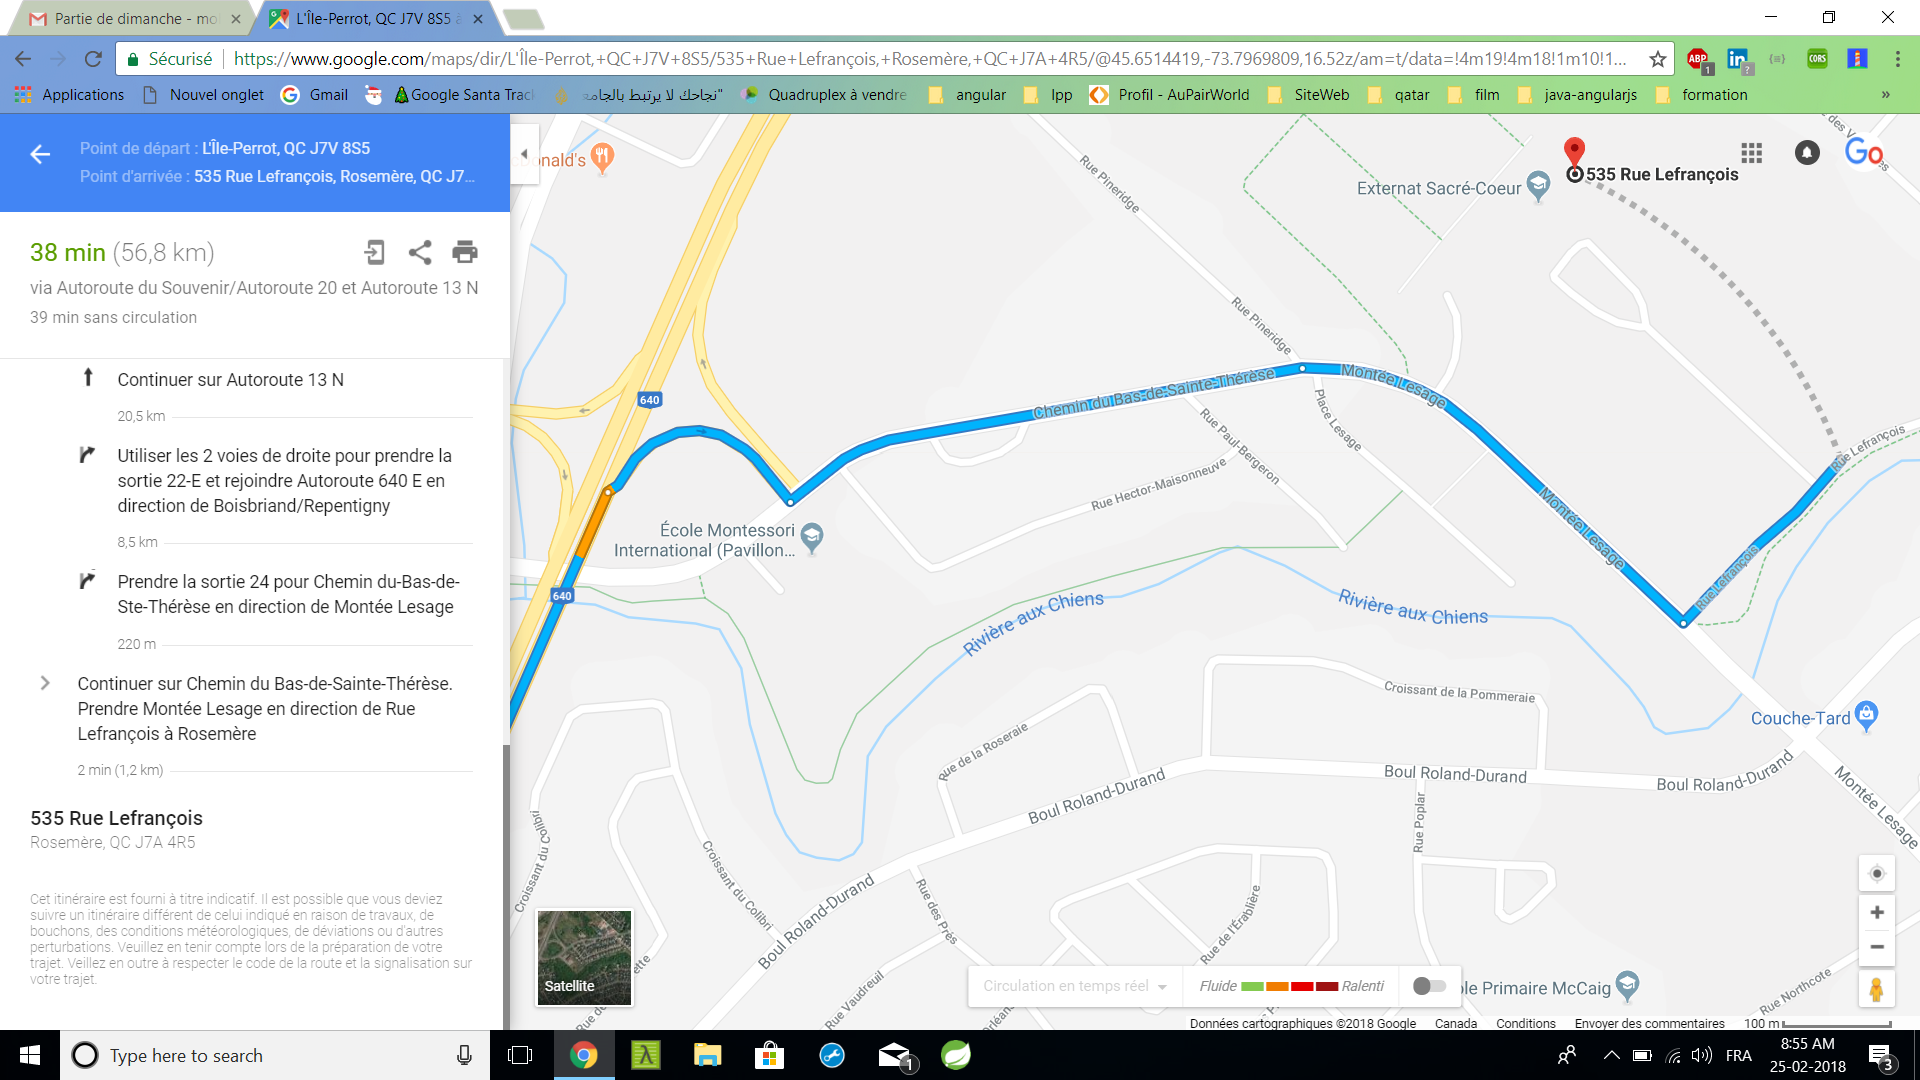 Partie de dimanche - mo
L'Île-Perrot, QC J7V 8S5 à
Sécurisé
https://www.google.com/maps/dir/L'Île-Perrot,+QC+J7V+8S5/535+Rue+Lefrançois,+Rosemère,+QC+J7A+4R5/@45.6514419,-73.7969809,16.52z/am=t/data=!4m19!4m18!1m10!1...
ABP 1
in ?
CORS
Applications
Nouvel onglet
Gmail
Google Santa Track
"نجاحك لا يرتبط بالجامع
Quadruplex à vendre
angular
Ipp
Profil - AuPairWorld
SiteWeb
qatar
film
java-angularjs
formation
»
Point de départ : L'Île-Perrot, QC J7V 8S5
Point d'arrivée : 535 Rue Lefrançois, Rosemère, QC J7...
38 min (56,8 km)
via Autoroute du Souvenir/Autoroute 20 et Autoroute 13 N
39 min sans circulation
Continuer sur Autoroute 13 N
20,5 km
Utiliser les 2 voies de droite pour prendre la
sortie 22-E et rejoindre Autoroute 640 E en
direction de Boisbriand/Repentigny
8,5 km
Prendre la sortie 24 pour Chemin du-Bas-de-
Ste-Thérèse en direction de Montée Lesage
220 m
Continuer sur Chemin du Bas-de-Sainte-Thérèse.
Prendre Montée Lesage en direction de Rue
Lefrançois à Rosemère
2 min (1,2 km)
535 Rue Lefrançois
Rosemère, QC J7A 4R5
Cet itinéraire est fourni à titre indicatif. Il est possible que vous deviez
suivre un itinéraire différent de celui indiqué en raison de travaux, de
bouchons, des conditions météorologiques, de déviations ou d'autres
perturbations. Veuillez en tenir compte lors de la préparation de votre
trajet. Veillez en outre à respecter le code de la route et la signalisation sur
votre trajet.
onald's
Rue Pineridge
Externat Sacré-Coeur
535 Rue Lefrançois
Go
des
Rue Pineridge
640
Chemin du Bas-de-Sainte-Thérèse
Montée Lesage
Place Lesage
Rue Paul-Bergeron
Rue Hector-Maisonneuve
Rue Lefrançois
École Montessori
International (Pavillon...
Montée Lesage
Rue Lefrançois
640
Rivière aux Chiens
Rivière aux Chiens
Croissant de la Pommeraie
Couche-Tard
Rue de la Roseraie
Boul Roland-Durand
Boul Roland-Durand
Boul Roland-Durand
Montée Lesage
Rue Poplar
Croissant du Colibri
Croissant du Colibri
Boul Roland-Durand
Rue des Prés
Rue de l'Érablière
ette
Rue Vaudreuil
Rue de
Orléans
le Primaire McCaig
Rue Northcote
Satellite
Circulation en temps réel
Fluide
Ralenti
Données cartographiques ©2018 Google
Canada
Conditions
Envoyer des commentaires
100 m
Type here to search
1
FRA
8:55 AM
25-02-2018
3